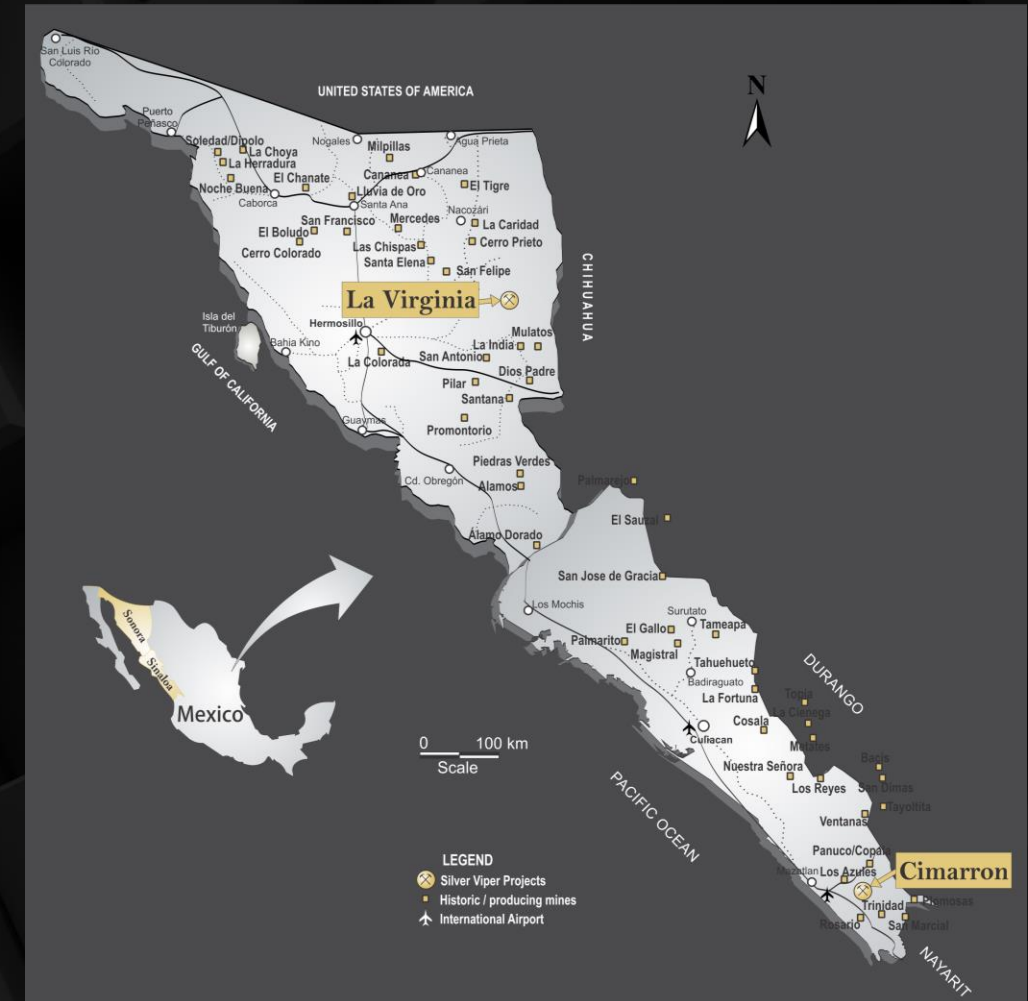 San Luis Rio
Colorado
UNITED STATES OF AMERICA
N
Puerto
Peñasco
Soledad/Dipolo
La Choya
La Herradura
Noche Buena
El Chanate
Caborca
Nogales
Milpillas
Agua Prieta
Cananea
Cananea
El Tigre
Lluvia de Oro
Santa Ana
Nacozári
La Caridad
San Francisco
Mercedes
El Boludo
Cerro Colorado
Las Chispas
Cerro Prieto
Santa Elena
San Felipe
CHIHUAHUA
La Virginia
Isla del
Tiburón
Hermosillo
Bahia Kino
GULF OF CALIFORNIA
Mulatos
La India
La Colorada
San Antonio
Dios Padre
Pilar
Santana
Promontorio
Guaymas
Piedras Verdes
Cd. Obregón
Alamos
Palmarejo
El Sauzal
Álamo Dorado
San Jose de Gracia
Los Mochis
Surutato
El Gallo
Tameapa
Palmarito
Magistral
Tahuehueto
Badiraguato
La Fortuna
DURANGO
Topia
La Cienega
Metates
Cosala
Culiacan
Nuestra Señora
Los Reyes
Bacis
San Dimas
Tayoltita
Ventanas
PACIFIC OCEAN
Panuco/Copala
Mazatlan
Los Azules
Cimarron
Plomosas
Trinidad
Rosario
San Marcial
NAYARIT
Sonora
Sinaloa
Mexico
0 100 km
Scale
LEGEND
Silver Viper Projects
Historic / producing mines
International Airport